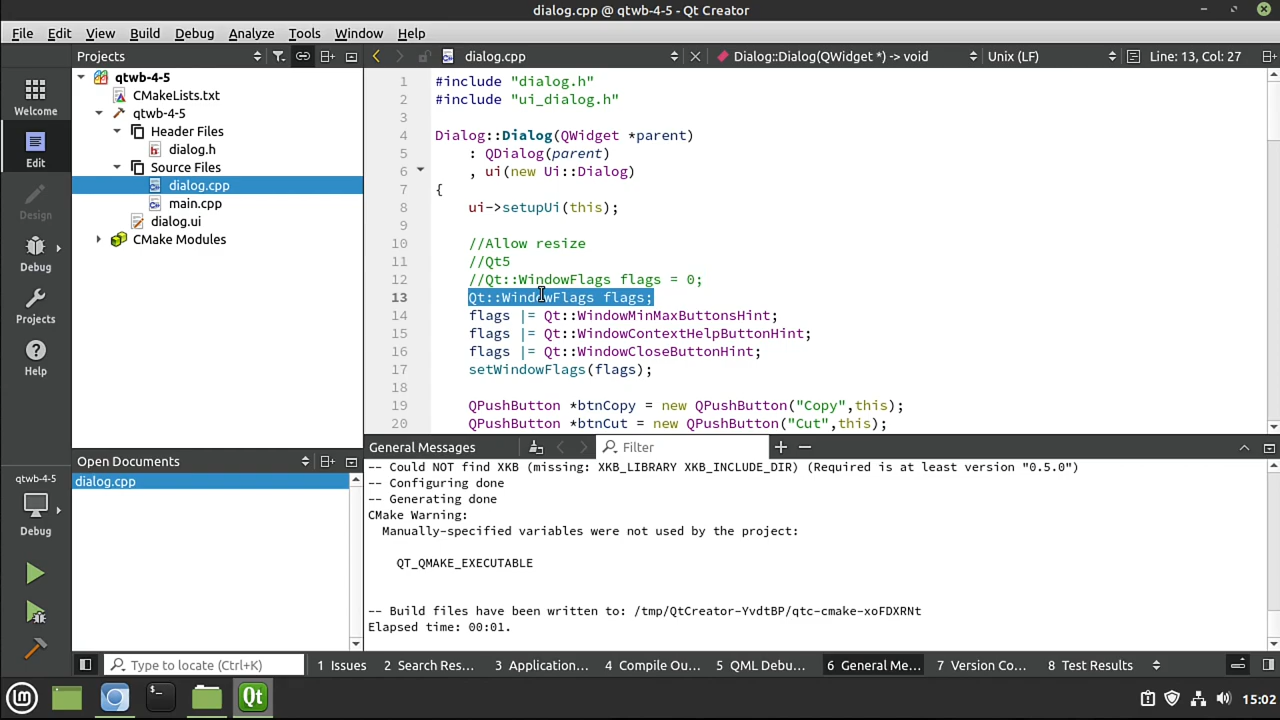 dialog.cpp @ qtwb-4-5 - Qt Creator
File Edit View Build Debug Analyze Tools Window Help
Projects
dialog.cpp
Dialog::Dialog(QWidget *) -> void
Unix (LF)
Line: 13, Col: 27
Welcome
Edit
Design
Debug
Projects
Help
qtwb-4-5
Debug
qtwb-4-5
CMakeLists.txt
qtwb-4-5
Header Files
dialog.h
Source Files
dialog.cpp
main.cpp
dialog.ui
CMake Modules
Open Documents
dialog.cpp
1 #include "dialog.h"
2 #include "ui_dialog.h"
3
4 Dialog::Dialog(QWidget *parent)
5 : QDialog(parent)
6 , ui(new Ui::Dialog)
7 {
8 ui->setupUi(this);
9
10 //Allow resize
11 //Qt5
12 //Qt::WindowFlags flags = 0;
13 Qt::WindowFlags flags;
14 flags |= Qt::WindowMinMaxButtonsHint;
15 flags |= Qt::WindowContextHelpButtonHint;
16 flags |= Qt::WindowCloseButtonHint;
17 setWindowFlags(flags);
18
19 QPushButton *btnCopy = new QPushButton("Copy",this);
20 QPushButton *btnCut = new QPushButton("Cut",this);
General Messages
Filter
-- Could NOT find XKB (missing: XKB_LIBRARY XKB_INCLUDE_DIR) (Required is at least version "0.5.0")
-- Configuring done
-- Generating done
CMake Warning:
Manually-specified variables were not used by the project:
QT_QMAKE_EXECUTABLE
-- Build files have been written to: /tmp/QtCreator-YvdtBP/qtc-cmake-xoFDXRNt
Elapsed time: 00:01.
Type to locate (Ctrl+K)
1 Issues
2 Search Res...
3 Application...
4 Compile Ou...
5 QML Debu...
6 General Me...
7 Version Co...
8 Test Results
Qt
15:02